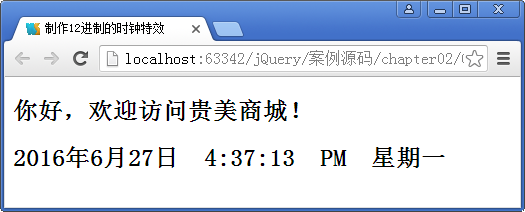 制作12进制的时钟特效
localhost:63342/jQuery/案例源码/chapter02/
你好，欢迎访问贵美商城！
2016年6月27日 4:37:13 PM 星期一